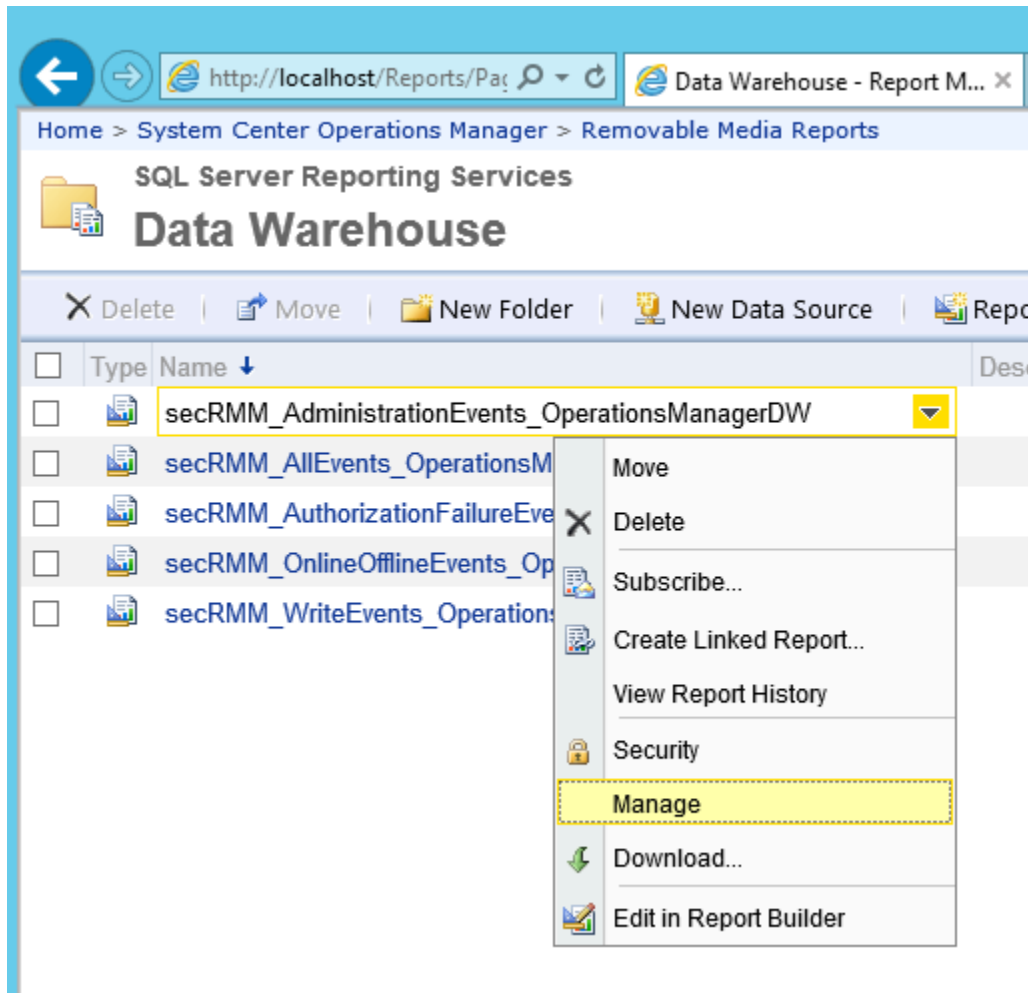 http://localhost/Reports/Pag
Data Warehouse - Report M...
Home > System Center Operations Manager > Removable Media Reports
SQL Server Reporting Services
Data Warehouse
Delete | Move | New Folder | New Data Source | Repo
Type Name Desc
secRMM_AdministrationEvents_OperationsManagerDW
secRMM_AllEvents_OperationsM
Move
secRMM_AuthorizationFailureEve
Delete
secRMM_OnlineOfflineEvents_Op
Subscribe...
secRMM_WriteEvents_Operations
Create Linked Report...
View Report History
Security
Manage
Download...
Edit in Report Builder